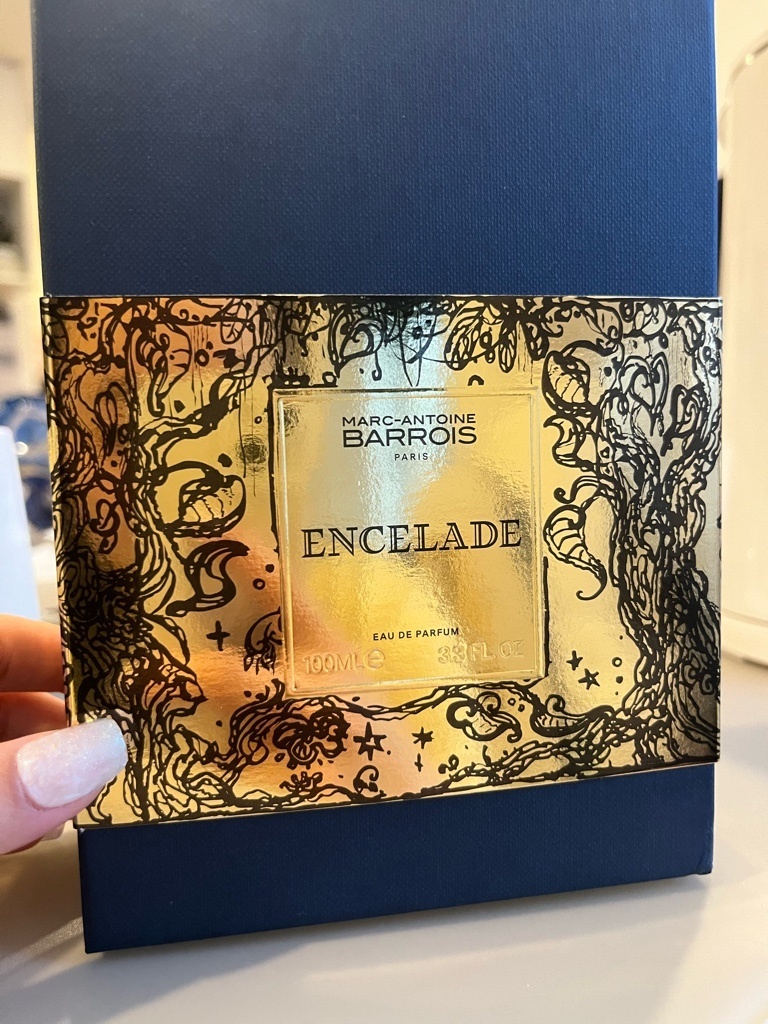 MARC-ANTOINE
BARROIS
PARIS
ENCELADE
EAU DE PARFUM
100ML ℮ 3.3 FL. OZ